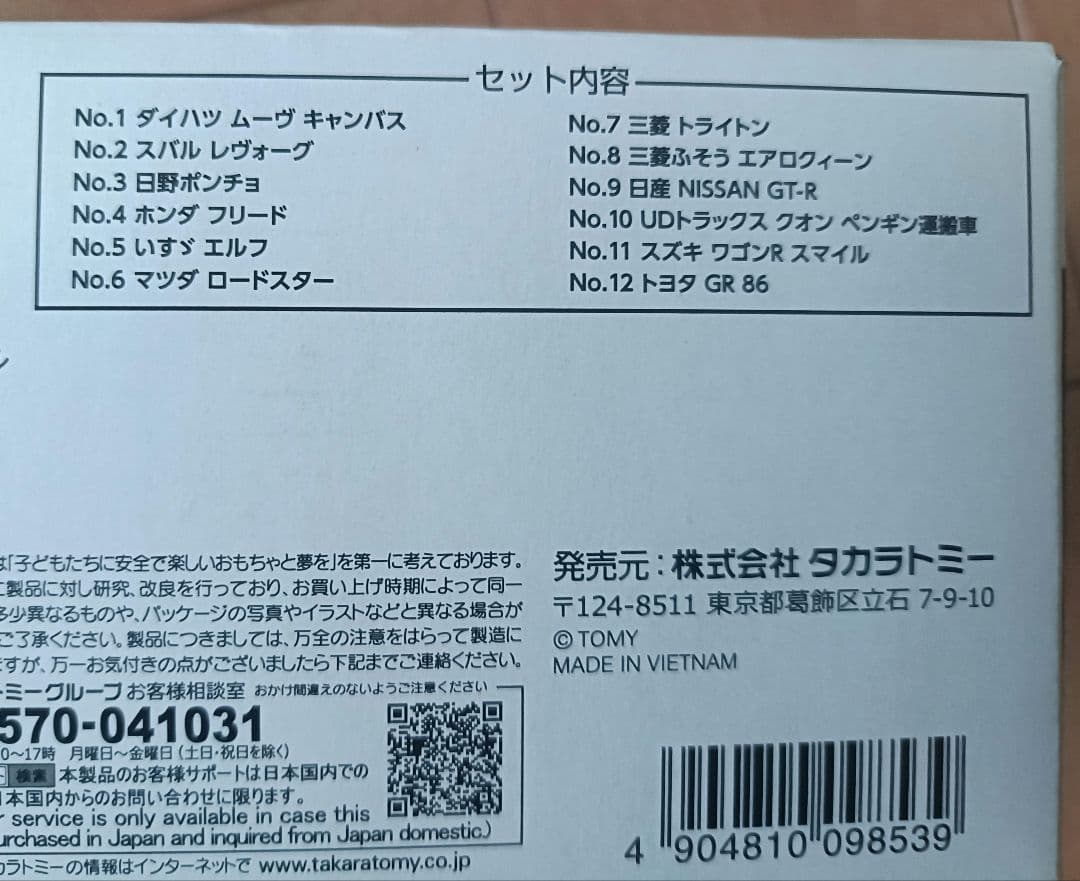 セット内容
No.1 ダイハツ ムーヴ キャンバス
No.2 スバル レヴォーグ
No.3 日野ポンチョ
No.4 ホンダ フリード
No.5 いすゞ エルフ
No.6 マツダ ロードスター
No.7 三菱 トライトン
No.8 三菱ふそう エアロクィーン
No.9 日産 NISSAN GT-R
No.10 UDトラックス クオン ペンギン運搬車
No.11 スズキ ワゴンR スマイル
No.12 トヨタ GR 86
は「子どもたちに安全で楽しいおもちゃと夢を」を第一に考えております。
に製品に対し研究、改良を行っており、お買い上げ時期によって同一
多少異なるものや、パッケージの写真やイラストなどと異なる場合が
ご了承ください。製品につきましては、万全の注意をはらって製造に
ますが、万一お気付きの点がございましたら下記までご連絡ください。
トミーグループ お客様相談室 おかけ間違えのないようご注意ください
570-041031
0〜17時 月曜日〜金曜日(土日・祝日を除く)
検索 本製品のお客様サポートは日本国内での
日本国内からのお問い合わせに限ります。
service is only available in case this
urchased in Japan and inquired from Japan domestic.)
カラトミーの情報はインターネットで www.takaratomy.co.jp
発売元:株式会社 タカラトミー
〒124-8511 東京都葛飾区立石 7-9-10
© TOMY
MADE IN VIETNAM
4 904810 098539